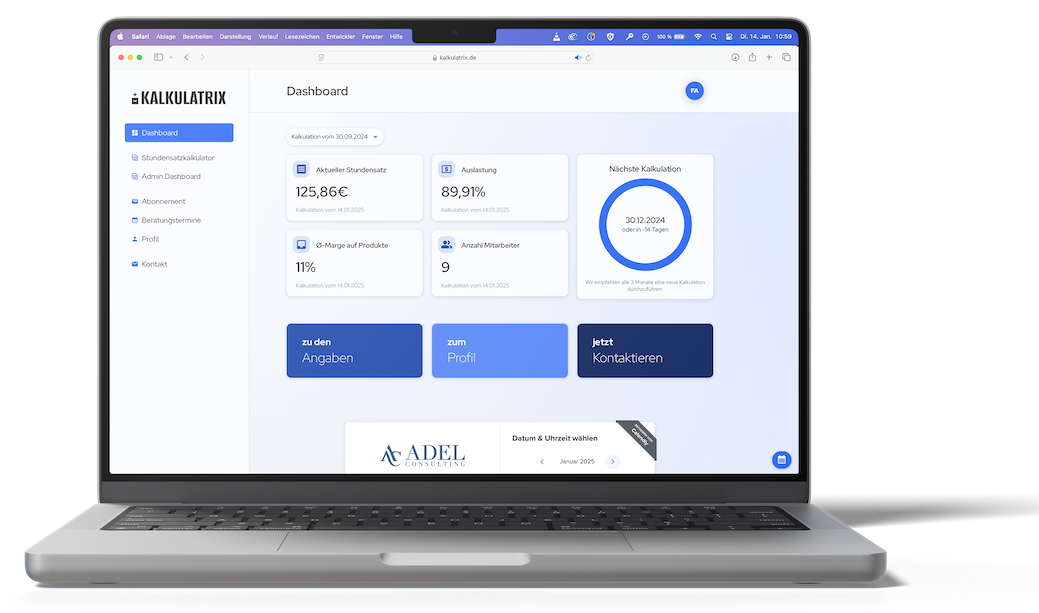 Safari Ablage Bearbeiten Darstellung Verlauf Lesezeichen Entwickler Fenster Hilfe
100 % Di. 14. Jan. 10:59
kalkulatrix.de
KALKULATRIX
Dashboard
FA
Dashboard
Stundensatzkalkulator
Admin Dashboard
Abonnement
Beratungstermine
Profil
Kontakt
Kalkulation vom 30.09.2024
Aktueller Stundensatz
125,86€
Kalkulation vom 14.01.2025
Auslastung
89,91%
Kalkulation vom 14.01.2025
Ø-Marge auf Produkte
11%
Kalkulation vom 14.01.2025
Anzahl Mitarbeiter
9
Kalkulation vom 14.01.2025
Nächste Kalkulation
30.12.2024
oder in -14 Tagen
Wir empfehlen alle 3 Monate eine neue Kalkulation
durchzuführen
zu den
Angaben
zum
Profil
jetzt
Kontaktieren
AC ADEL
CONSULTING
Datum & Uhrzeit wählen
Januar 2025
Calendly